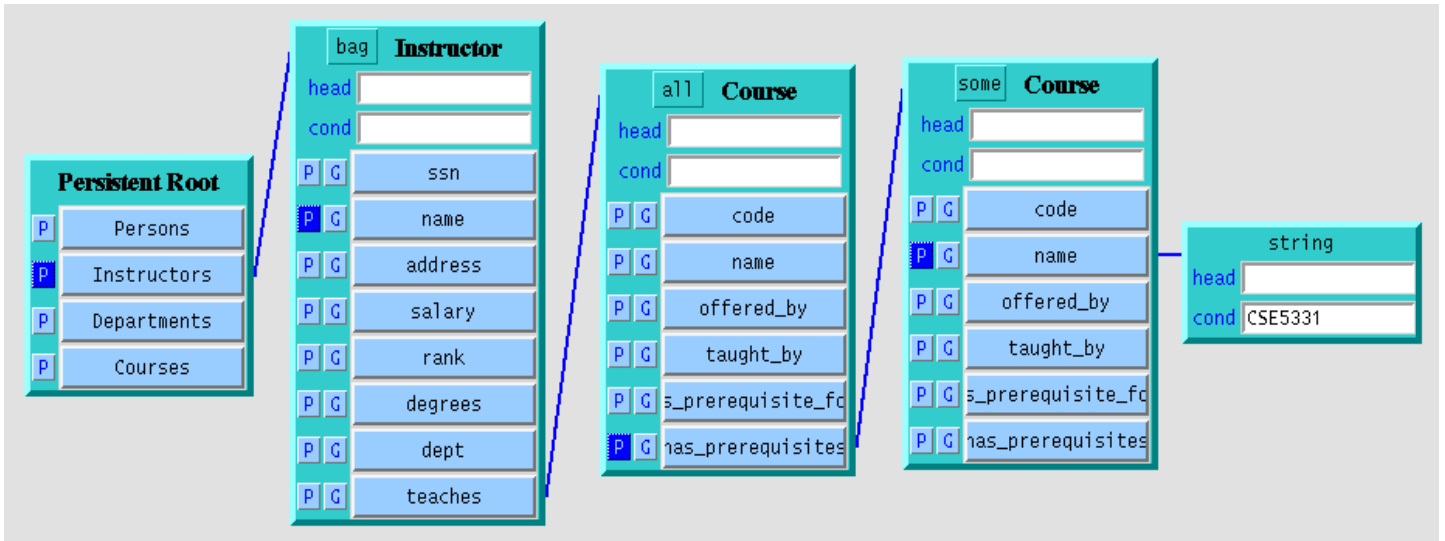 Persistent Root
P Persons
P Instructors
P Departments
P Courses
bag Instructor
head
cond
P G ssn
P G name
P G address
P G salary
P G rank
P G degrees
P G dept
P G teaches
all Course
head
cond
P G code
P G name
P G offered_by
P G taught_by
P G s_prerequisite_fo
P G has_prerequisites
some Course
head
cond
P G code
P G name
P G offered_by
P G taught_by
P G s_prerequisite_fo
P G has_prerequisites
string
head
cond CSE5331